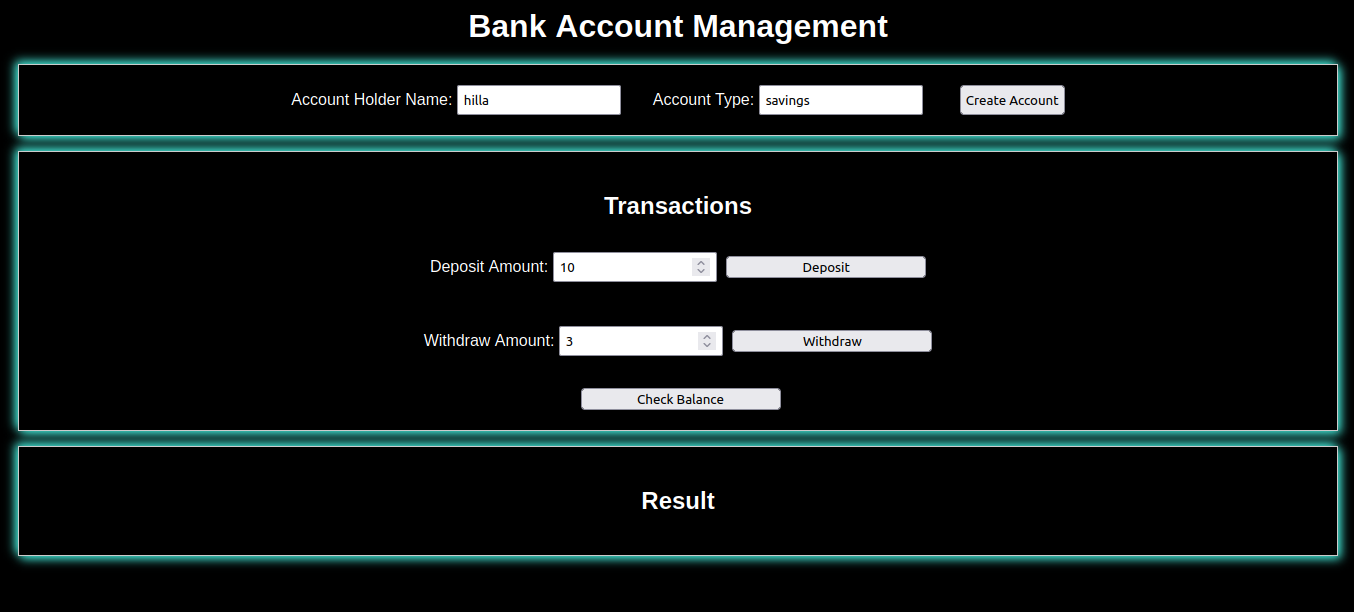 Bank Account Management
Account Holder Name: hilla Account Type: savings Create Account
Transactions
Deposit Amount: 10 Deposit
Withdraw Amount: 3 Withdraw
Check Balance
Result